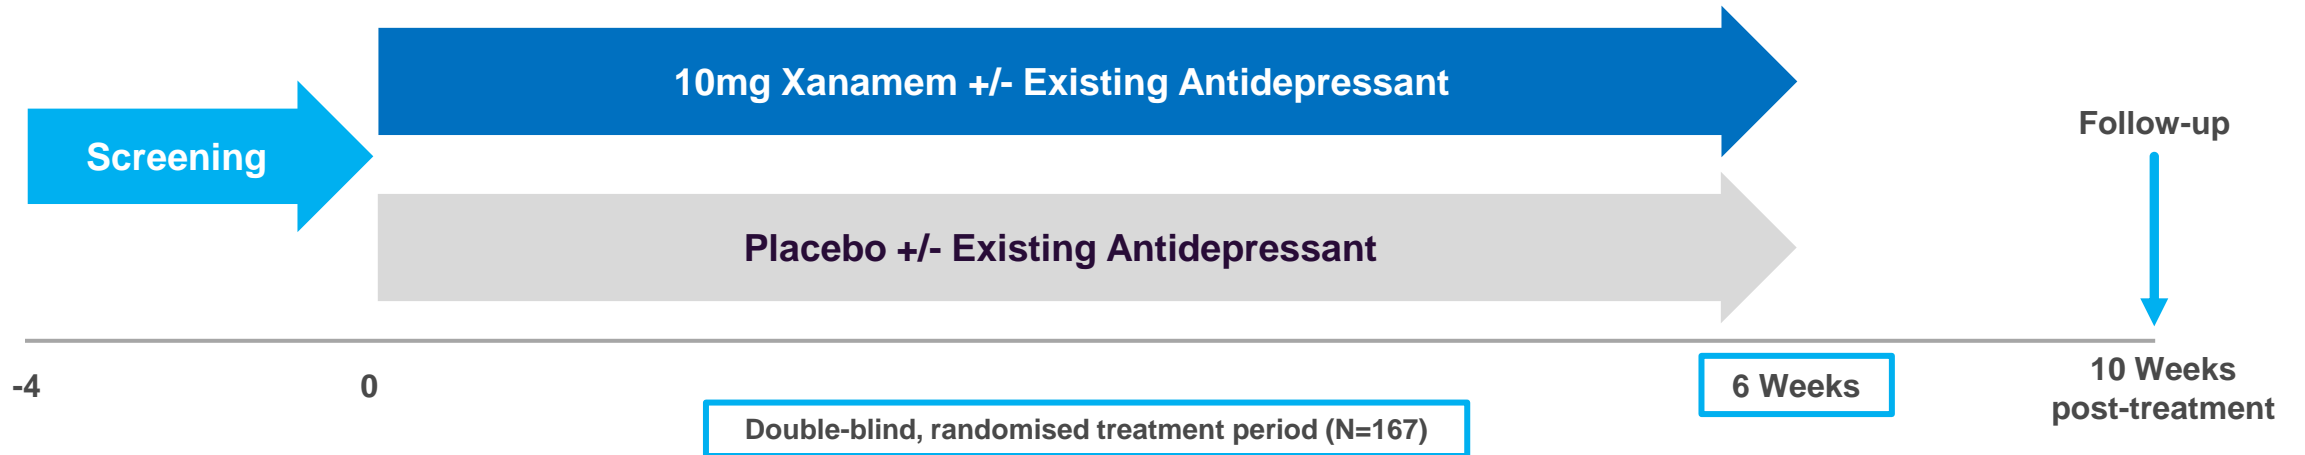 10mg Xanamem +/- Existing Antidepressant
Screening
Follow-up
Placebo +/- Existing Antidepressant
-4
0
6 Weeks
10 Weeks
post-treatment
Double-blind, randomised treatment period (N=167)